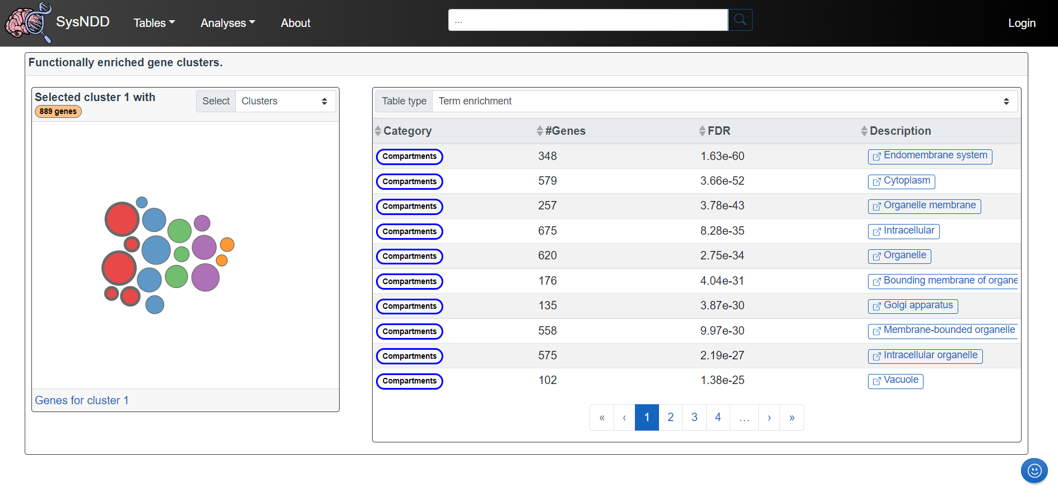 SysNDD Tables Analyses About ... Login
Functionally enriched gene clusters.
Selected cluster 1 with
889 genes
Select Clusters
Genes for cluster 1
Table type Term enrichment
Category #Genes FDR Description
Compartments 348 1.63e-60 Endomembrane system
Compartments 579 3.66e-52 Cytoplasm
Compartments 257 3.78e-43 Organelle membrane
Compartments 675 8.28e-35 Intracellular
Compartments 620 2.75e-34 Organelle
Compartments 176 4.04e-31 Bounding membrane of organe
Compartments 135 3.87e-30 Golgi apparatus
Compartments 558 9.97e-30 Membrane-bounded organelle
Compartments 575 2.19e-27 Intracellular organelle
Compartments 102 1.38e-25 Vacuole
« ‹ 1 2 3 4 … › »